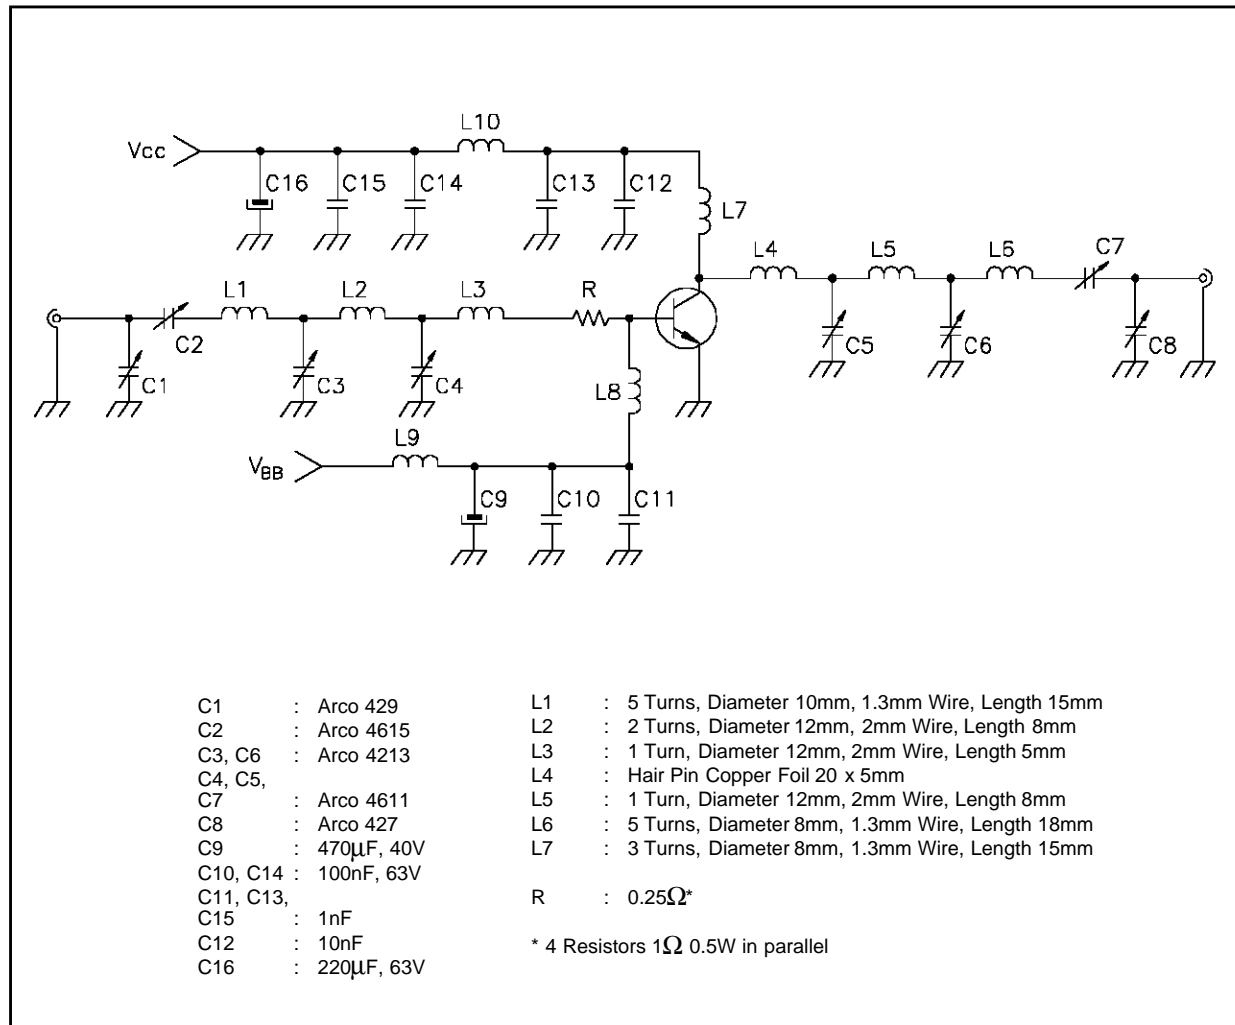 L10
Vcc
C16 C15 C14 C13 C12
L7
L4 L5 L6 C7
L1 L2 L3 R
C2
C1 C3 C4 C5 C6 C8
L8
L9
VBB
C9 C10 C11
C1 : Arco 429
C2 : Arco 4615
C3, C6 : Arco 4213
C4, C5,
C7 : Arco 4611
C8 : Arco 427
C9 : 470μF, 40V
C10, C14 : 100nF, 63V
C11, C13,
C15 : 1nF
C12 : 10nF
C16 : 220μF, 63V
L1 : 5 Turns, Diameter 10mm, 1.3mm Wire, Length 15mm
L2 : 2 Turns, Diameter 12mm, 2mm Wire, Length 8mm
L3 : 1 Turn, Diameter 12mm, 2mm Wire, Length 5mm
L4 : Hair Pin Copper Foil 20 x 5mm
L5 : 1 Turn, Diameter 12mm, 2mm Wire, Length 8mm
L6 : 5 Turns, Diameter 8mm, 1.3mm Wire, Length 18mm
L7 : 3 Turns, Diameter 8mm, 1.3mm Wire, Length 15mm
R : 0.25Ω*
* 4 Resistors 1Ω 0.5W in parallel